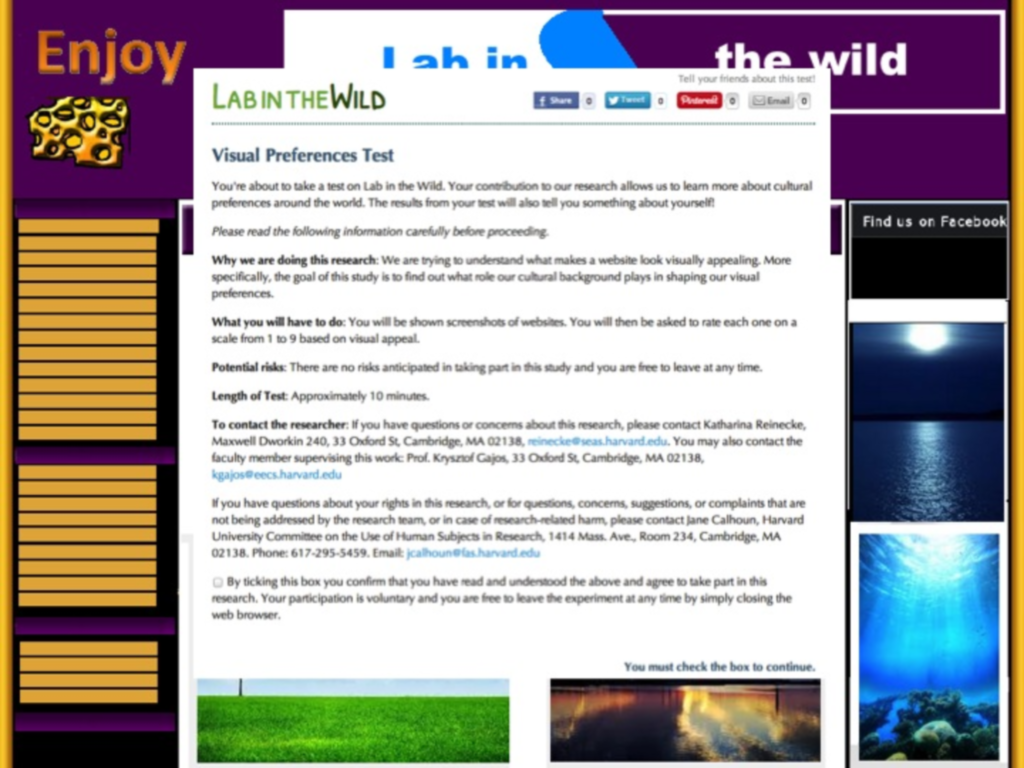 Enjoy
Lab in the wild
Tell your friends about this test!
LAB IN THE WILD
Share 0 Tweet 0 Pinterest 0 Email 0
Visual Preferences Test
You're about to take a test on Lab in the Wild. Your contribution to our research allows us to learn more about cultural
preferences around the world. The results from your test will also tell you something about yourself!
Please read the following information carefully before proceeding.
Find us on Facebook
Why we are doing this research: We are trying to understand what makes a website look visually appealing. More
specifically, the goal of this study is to find out what role our cultural background plays in shaping our visual
preferences.
What you will have to do: You will be shown screenshots of websites. You will then be asked to rate each one on a
scale from 1 to 9 based on visual appeal.
Potential risks: There are no risks anticipated in taking part in this study and you are free to leave at any time.
Length of Test: Approximately 10 minutes.
To contact the researcher: If you have questions or concerns about this research, please contact Katharina Reinecke,
Maxwell Dworkin 240, 33 Oxford St, Cambridge, MA 02138, reinecke@seas.harvard.edu. You may also contact the
faculty member supervising this work: Prof. Krysztof Gajos, 33 Oxford St, Cambridge, MA 02138,
kgajos@eecs.harvard.edu
If you have questions about your rights in this research, or for questions, concerns, suggestions, or complaints that are
not being addressed by the research team, or in case of research-related harm, please contact Jane Calhoun, Harvard
University Committee on the Use of Human Subjects in Research, 1414 Mass. Ave., Room 234, Cambridge, MA
02138. Phone: 617-295-5459. Email: jcalhoun@fas.harvard.edu
By ticking this box you confirm that you have read and understood the above and agree to take part in this
research. Your participation is voluntary and you are free to leave the experiment at any time by simply closing the
web browser.
You must check the box to continue.